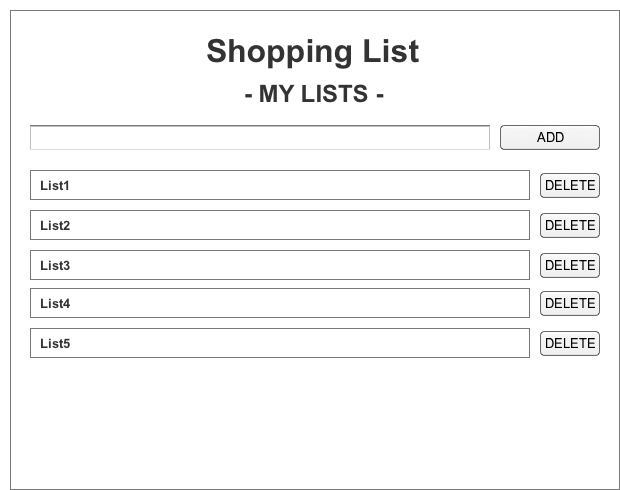 Shopping List
- MY LISTS -
ADD
List1 DELETE
List2 DELETE
List3 DELETE
List4 DELETE
List5 DELETE